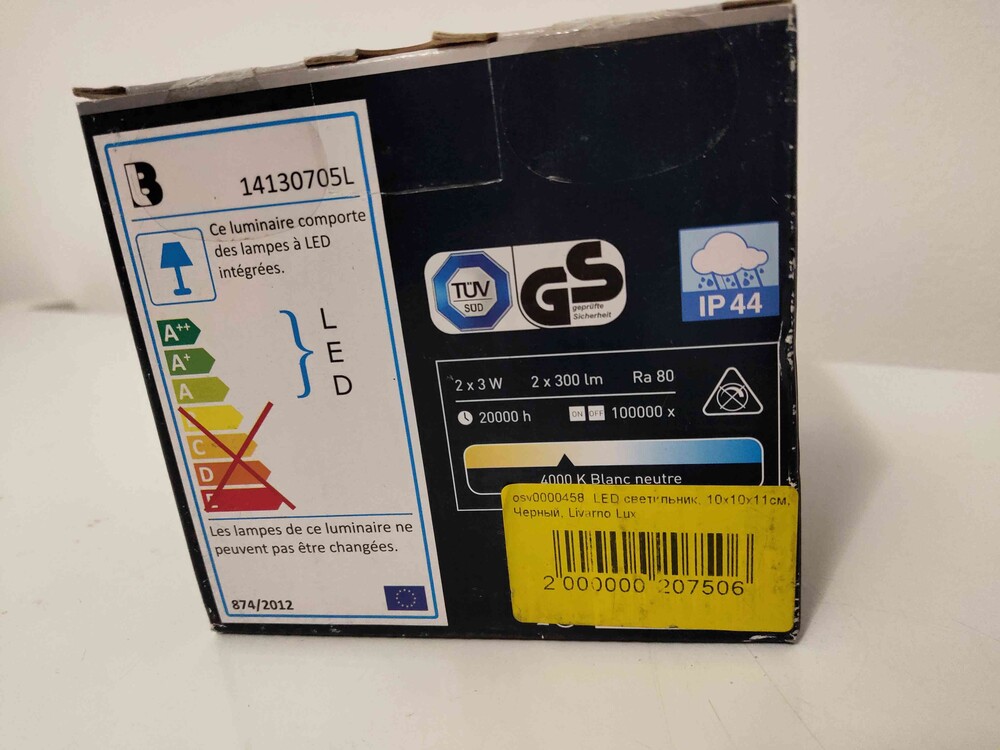 B
14130705L
Ce luminaire comporte
des lampes à LED
intégrées.
A++
A+
A
C
D
L
E
D
Les lampes de ce luminaire ne
peuvent pas être changées.
874/2012
TÜV
SÜD
GS
geprüfte
Sicherheit
IP 44
2 x 3 W 2 x 300 lm Ra 80
20000 h ON OFF 100000 x
4000 K Blanc neutre
osv0000458 LED светильник, 10х10х11см,
Черный, Livarno Lux
2 000000 207506